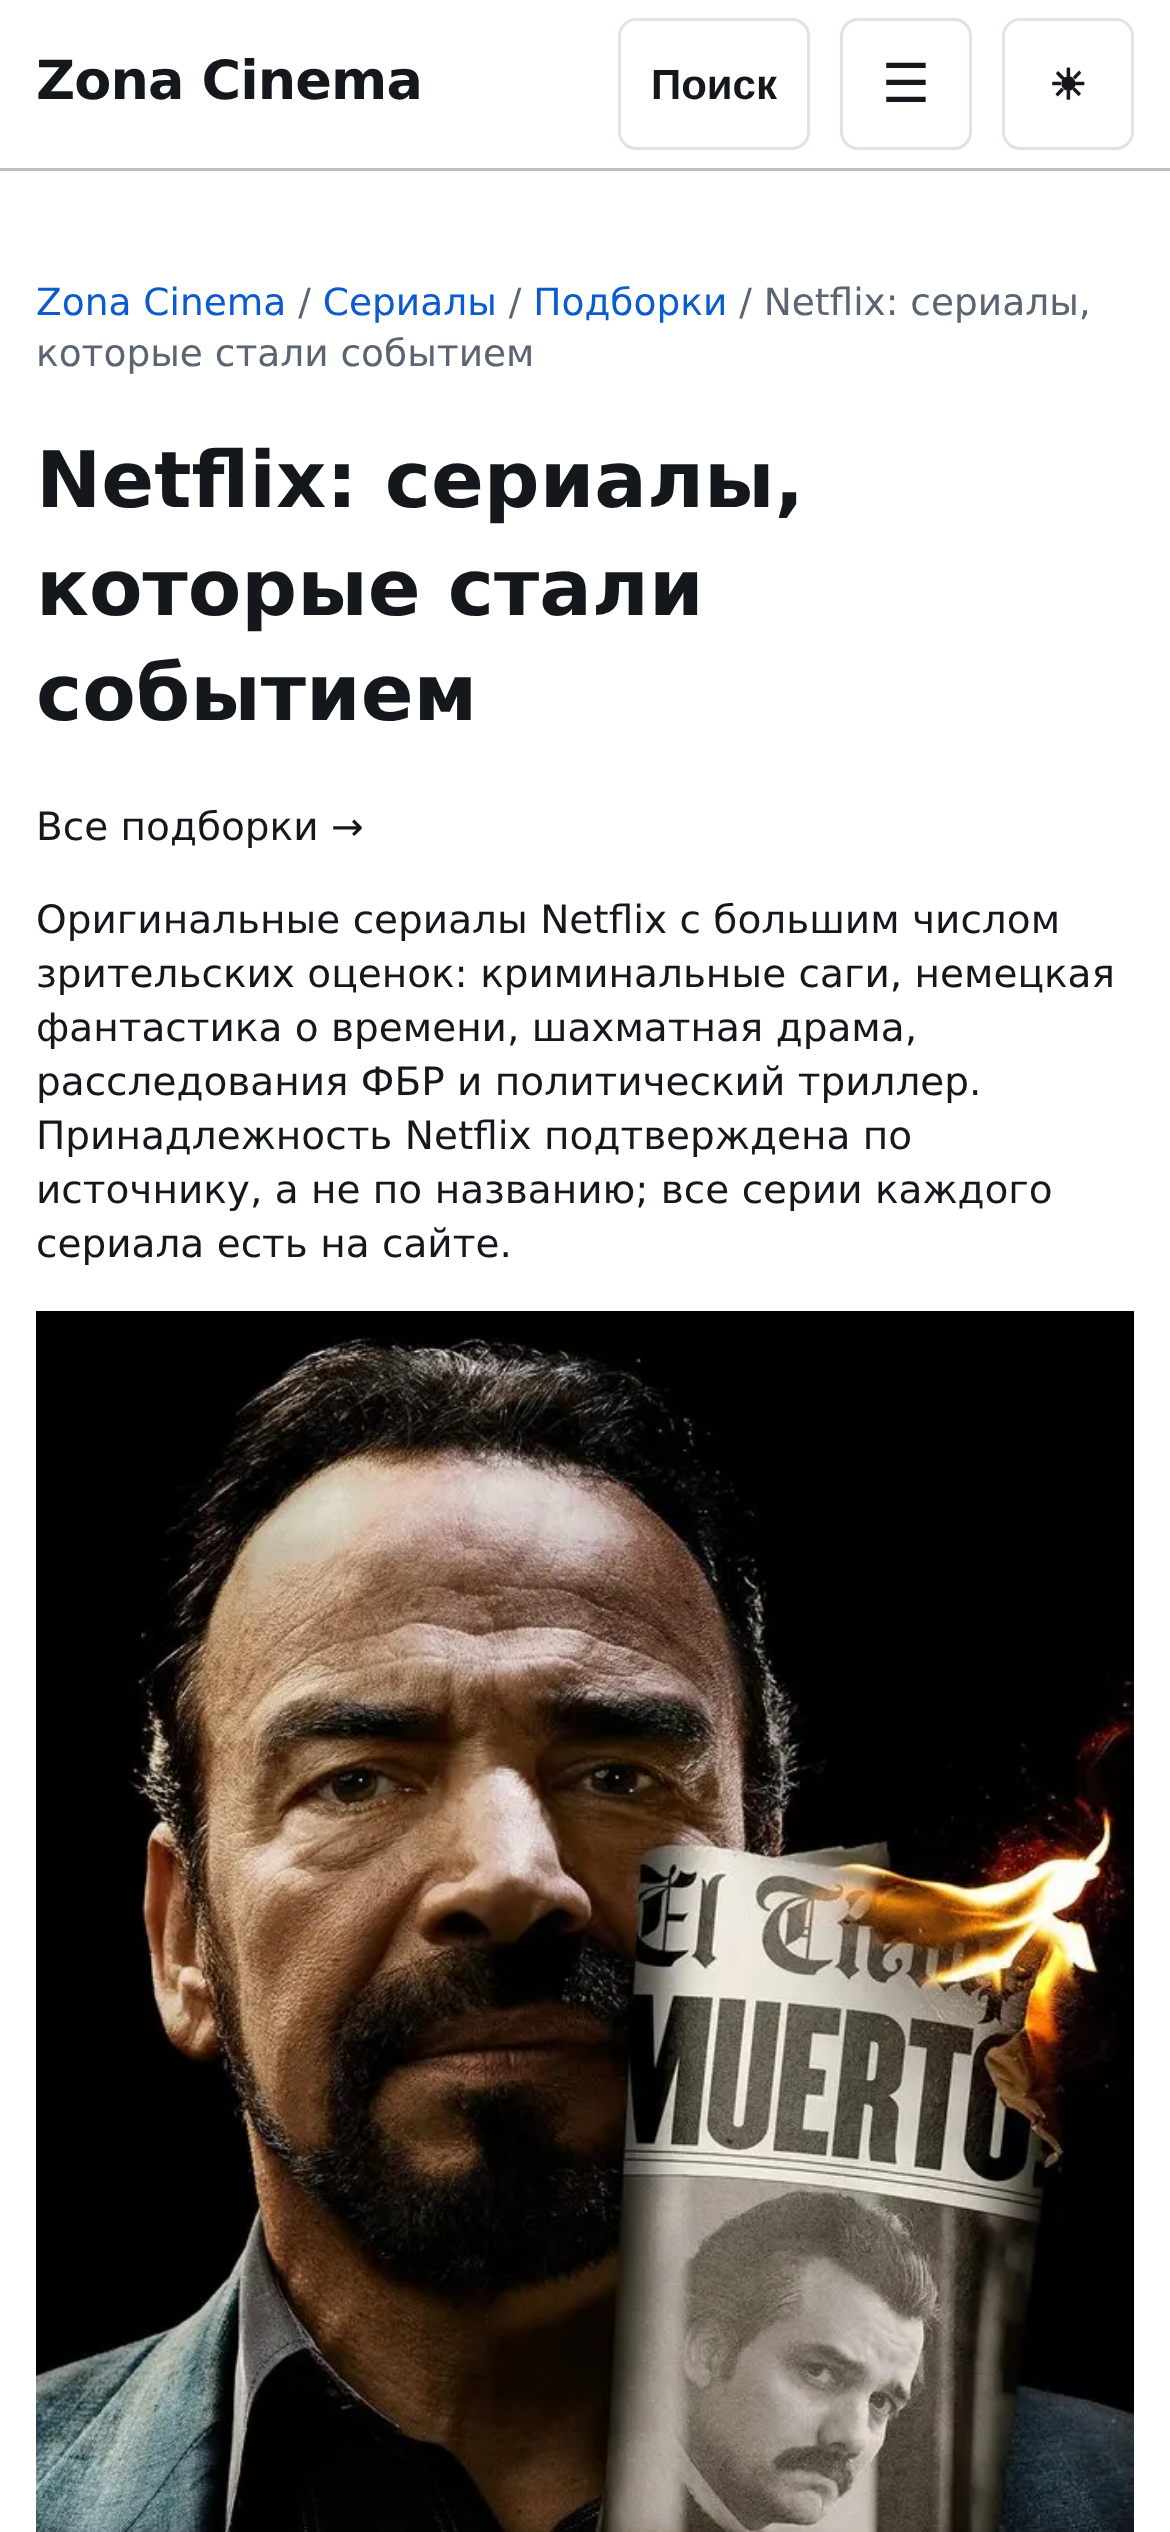 Zona Cinema
Поиск
Zona Cinema / Сериалы / Подборки / Netflix: сериалы,
которые стали событием
Netflix: сериалы,
которые стали
событием
Все подборки →
Оригинальные сериалы Netflix с большим числом
зрительских оценок: криминальные саги, немецкая
фантастика о времени, шахматная драма,
расследования ФБР и политический триллер.
Принадлежность Netflix подтверждена по
источнику, а не по названию; все серии каждого
сериала есть на сайте.
El
MUERTO